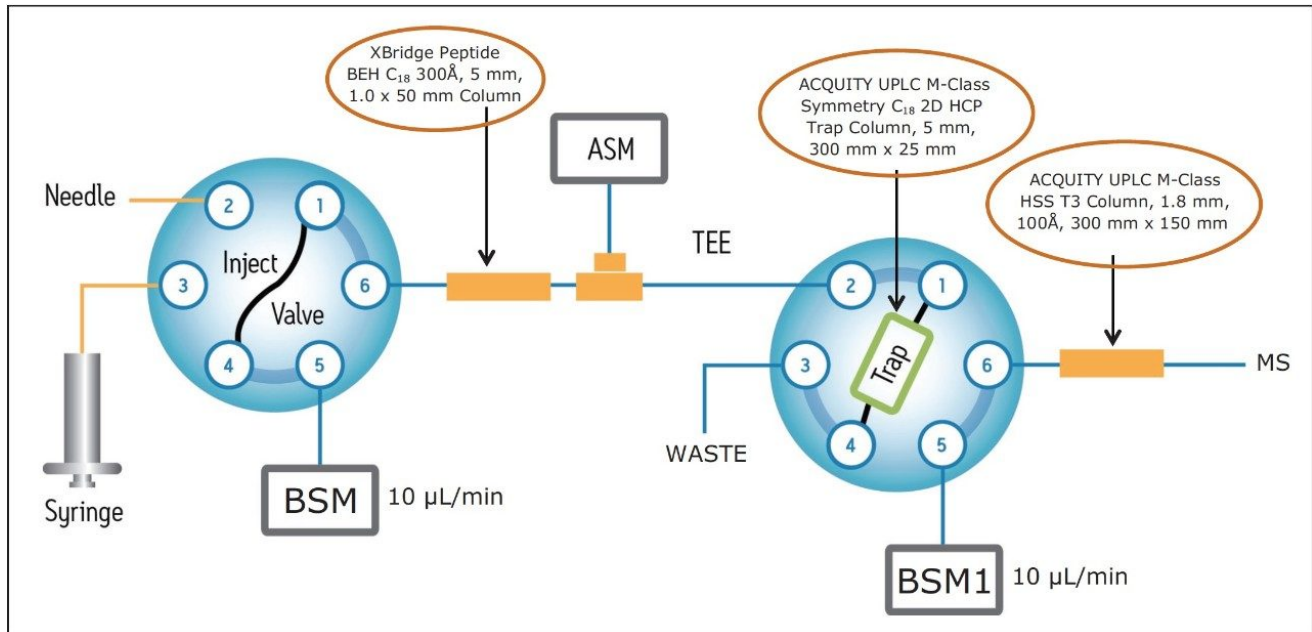 XBridge Peptide
BEH C₁₈ 300Å, 5 mm,
1.0 x 50 mm Column
ASM
ACQUITY UPLC M-Class
Symmetry C₁₈ 2D HCP
Trap Column, 5 mm,
300 mm x 25 mm
ACQUITY UPLC M-Class
HSS T3 Column, 1.8 mm,
100Å, 300 mm x 150 mm
Needle
2
1
Inject
Valve
3
6
4
5
TEE
2
1
3
Trap
6
4
5
MS
WASTE
Syringe
BSM
10 µL/min
BSM1
10 µL/min